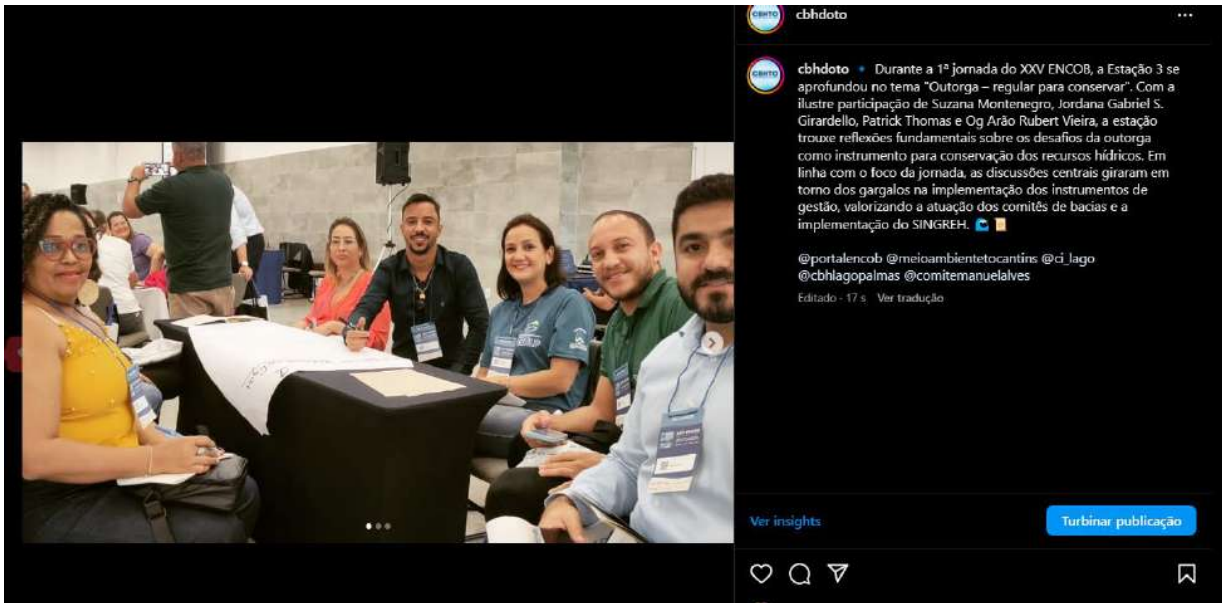 cbhdoto
cbhdoto 🔹 Durante a 1ª jornada do XXV ENCOB, a Estação 3 se
aprofundou no tema "Outorga – regular para conservar". Com a
ilustre participação de Suzana Montenegro, Jordana Gabriel S.
Girardello, Patrick Thomas e Og Arão Rubert Vieira, a estação
trouxe reflexões fundamentais sobre os desafios da outorga
como instrumento para conservação dos recursos hídricos. Em
linha com o foco da jornada, as discussões centrais giraram em
torno dos gargalos na implementação dos instrumentos de
gestão, valorizando a atuação dos comitês de bacias e a
implementação do SINGREH. 🌊 📜
@portalencob @meioambientetocantins @ci_lago
@cbhlagopalmas @comitemanuelalves
Editado · 17 s Ver tradução
Ver insights
Turbinar publicação